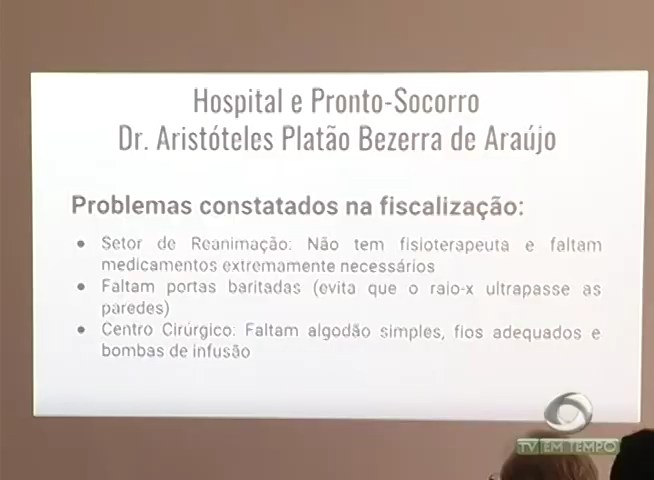 Hospital e Pronto-Socorro
Dr. Aristóteles Platão Bezerra de Araújo
Problemas constatados na fiscalização:
• Setor de Reanimação: Não tem fisioterapeuta e faltam
medicamentos extremamente necessários
• Faltam portas baritadas (evita que o raio-x ultrapasse as
paredes)
• Centro Cirúrgico: Faltam algodão simples, fios adequados e
bombas de infusão
TV EM TEMPO